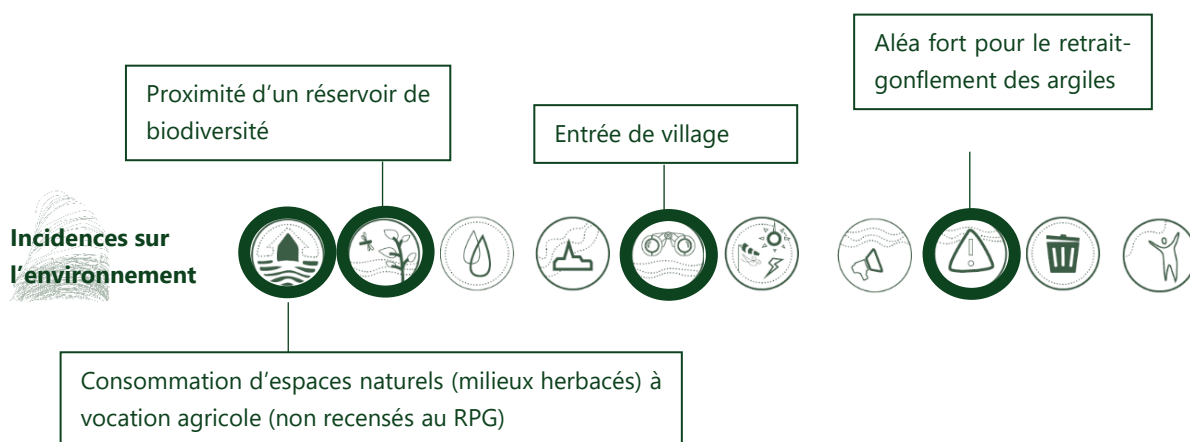 Aléa fort pour le retrait-
gonflement des argiles
Proximité d'un réservoir de
biodiversité
Entrée de village
Incidences sur
l'environnement
Consommation d'espaces naturels (milieux herbacés) à
vocation agricole (non recensés au RPG)